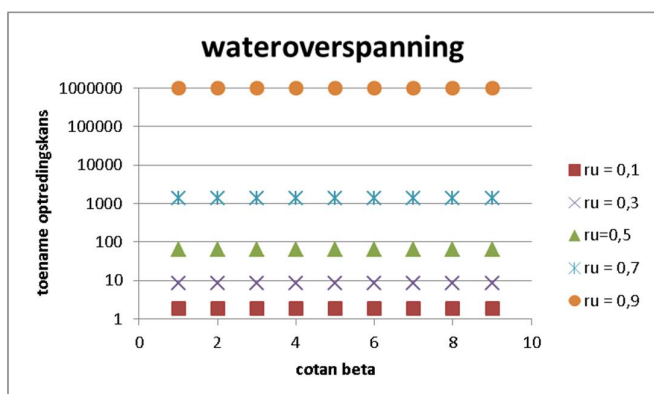 wateroverspanning
toename optredingskans
1000000
100000
10000
1000
100
10
1
0
2
4
6
8
10
cotan beta
ru = 0,1
ru = 0,3
ru=0,5
ru = 0,7
ru = 0,9